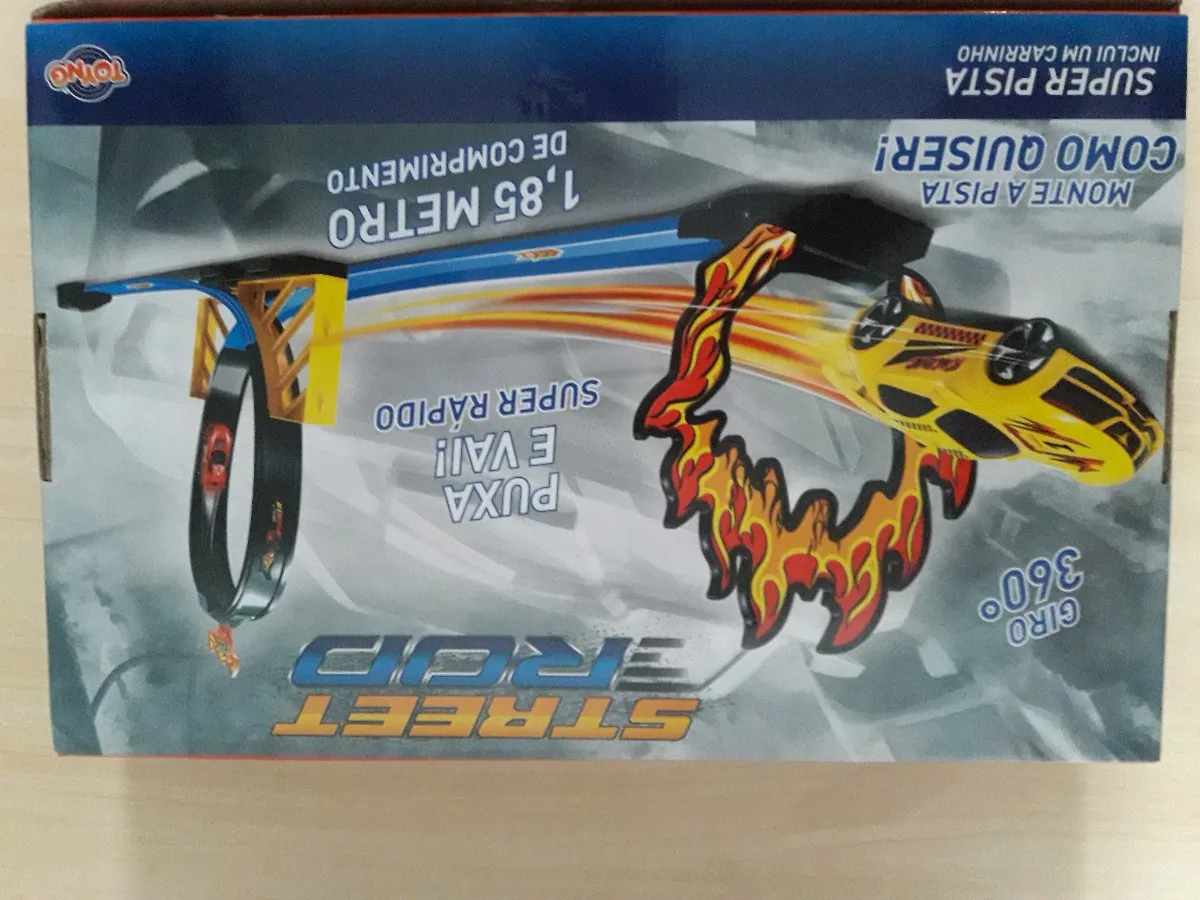 STREET
ROD
GIRO
360°
PUXA
E VAI!
SUPER RÁPIDO
1,85 METRO
DE COMPRIMENTO
MONTE A PISTA
COMO QUISER!
SUPER PISTA
INCLUI UM CARRINHO
TOYNG